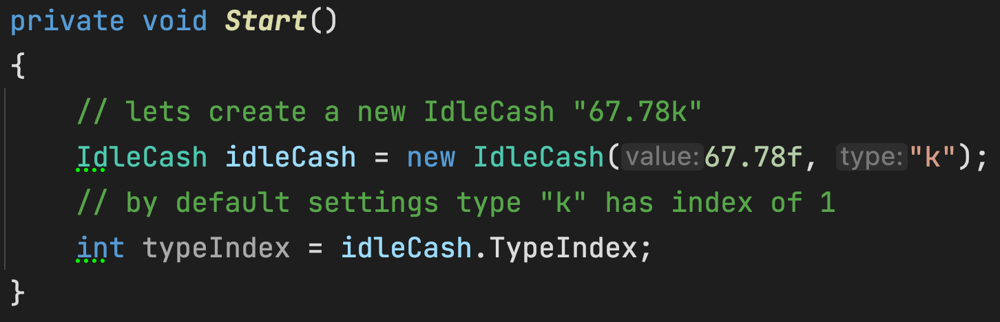 private void Start()
{
// lets create a new IdleCash "67.78k"
IdleCash idleCash = new IdleCash(value:67.78f, type:"k");
// by default settings type "k" has index of 1
int typeIndex = idleCash.TypeIndex;
}